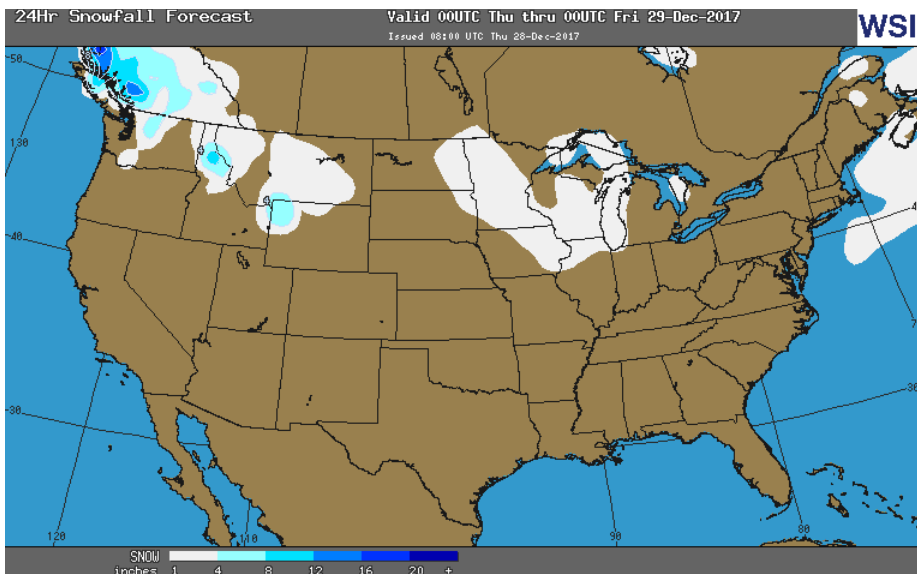 24Hr Snowfall Forecast
Valid 00UTC Thu thru 00UTC Fri 29-Dec-2017
Issued 08:00 UTC Thu 28-Dec-2017
WSI
50
130
40
30
30
120
110
90
80
SNOW
inches 1 4 8 12 16 20 +